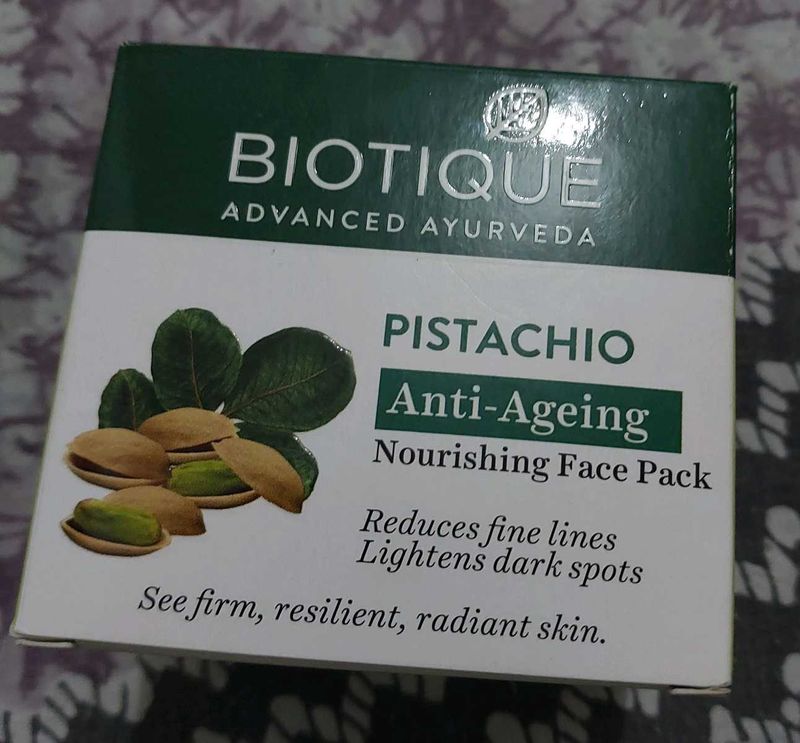 BIOTIQUE
ADVANCED AYURVEDA
PISTACHIO
Anti-Ageing
Nourishing Face Pack
Reduces fine lines
Lightens dark spots
See firm, resilient, radiant skin.